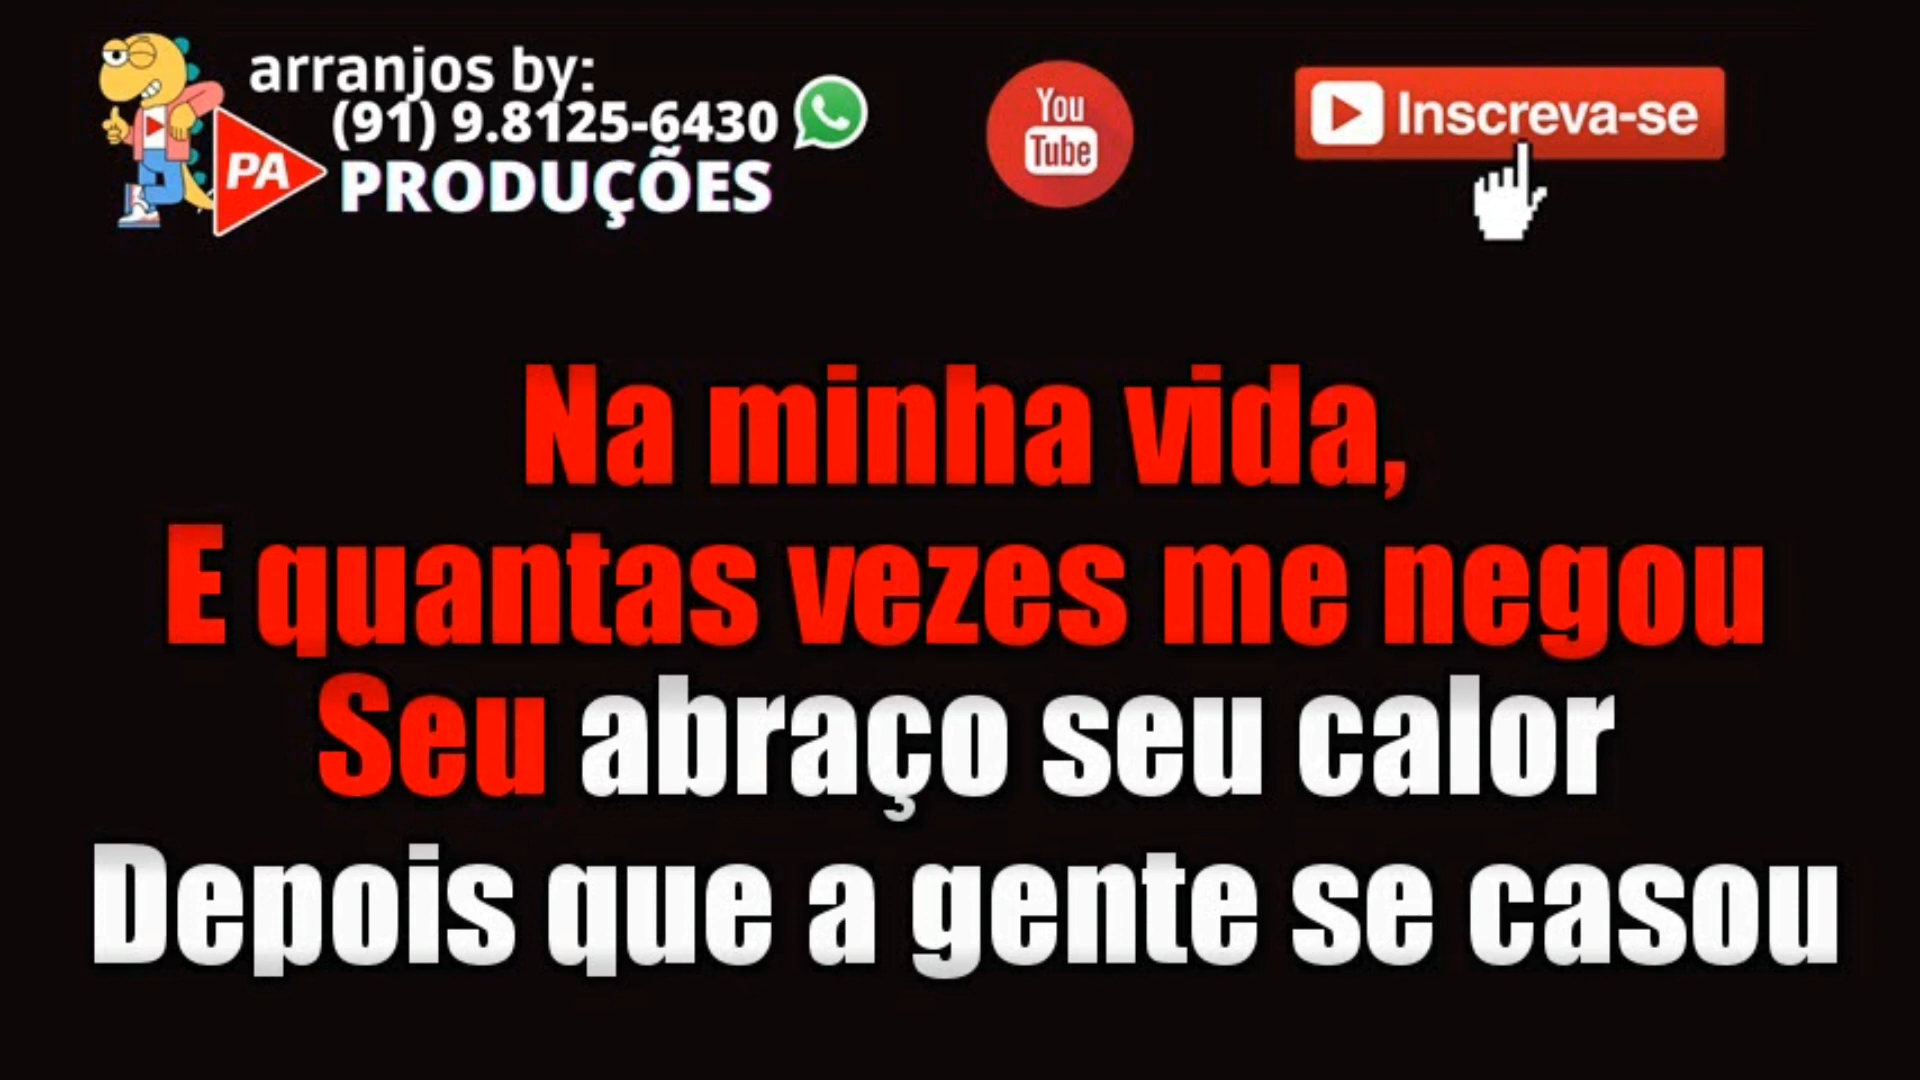 arranjos by:
(91) 9.8125-6430
PA PRODUÇÕES
You
Tube
Inscreva-se
Na minha vida,
E quantas vezes me negou
Seu abraço seu calor
Depois que a gente se casou